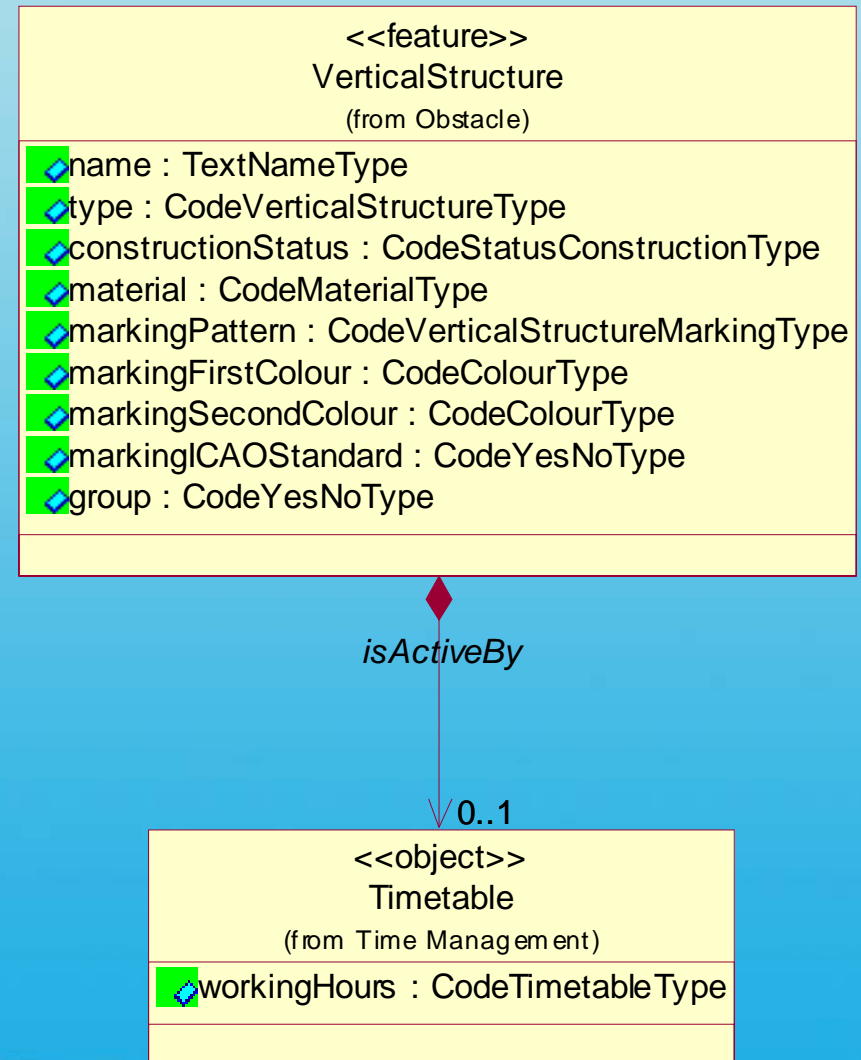 <<feature>>
VerticalStructure
(from Obstacle)
name : TextNameType
type : CodeVerticalStructureType
constructionStatus : CodeStatusConstructionType
material : CodeMaterialType
markingPattern : CodeVerticalStructureMarkingType
markingFirstColour : CodeColourType
markingSecondColour : CodeColourType
markingICAOStandard : CodeYesNoType
group : CodeYesNoType
isActiveBy
0..1
<<object>>
Timetable
(from Time Management)
workingHours : CodeTimetableType